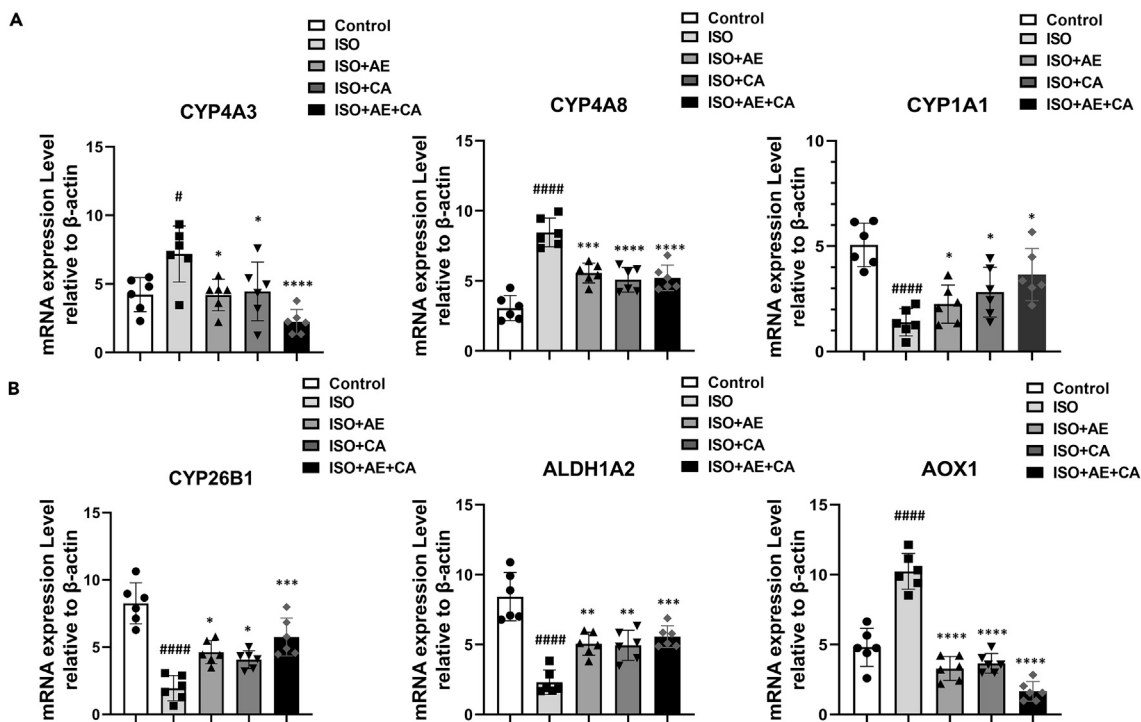 A
Control
ISO
ISO+AE
ISO+CA
ISO+AE+CA
CYP4A3
mRNA expression Level
relative to β-actin
15
10
5
0
#
*
*
****
Control
ISO
ISO+AE
ISO+CA
ISO+AE+CA
CYP4A8
mRNA expression Level
relative to β-actin
15
10
5
0
####
***
****
****
Control
ISO
ISO+AE
ISO+CA
ISO+AE+CA
CYP1A1
mRNA expression Level
relative to β-actin
10
5
0
####
*
*
*
B
Control
ISO
ISO+AE
ISO+CA
ISO+AE+CA
CYP26B1
mRNA expression Level
relative to β-actin
15
10
5
0
####
*
*
***
Control
ISO
ISO+AE
ISO+CA
ISO+AE+CA
ALDH1A2
mRNA expression Level
relative to β-actin
15
10
5
0
####
**
**
***
Control
ISO
ISO+AE
ISO+CA
ISO+AE+CA
AOX1
mRNA expression Level
relative to β-actin
15
10
5
0
####
****
****
****